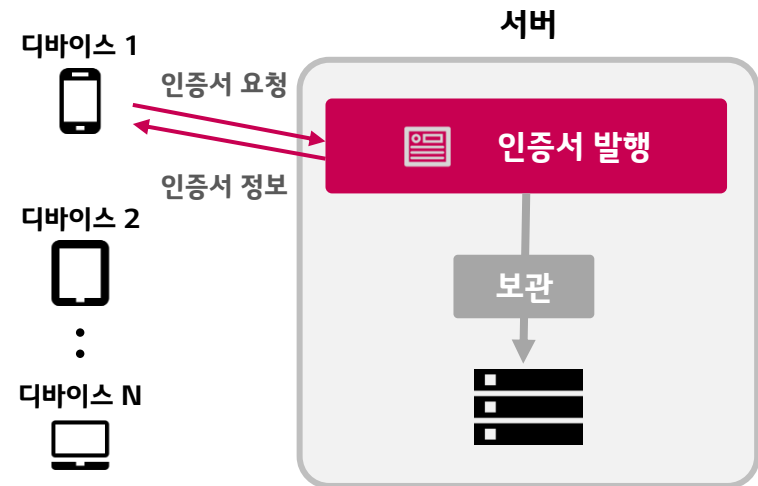 서버
디바이스 1
인증서 요청
인증서 발행
인증서 정보
디바이스 2
보관
디바이스 N